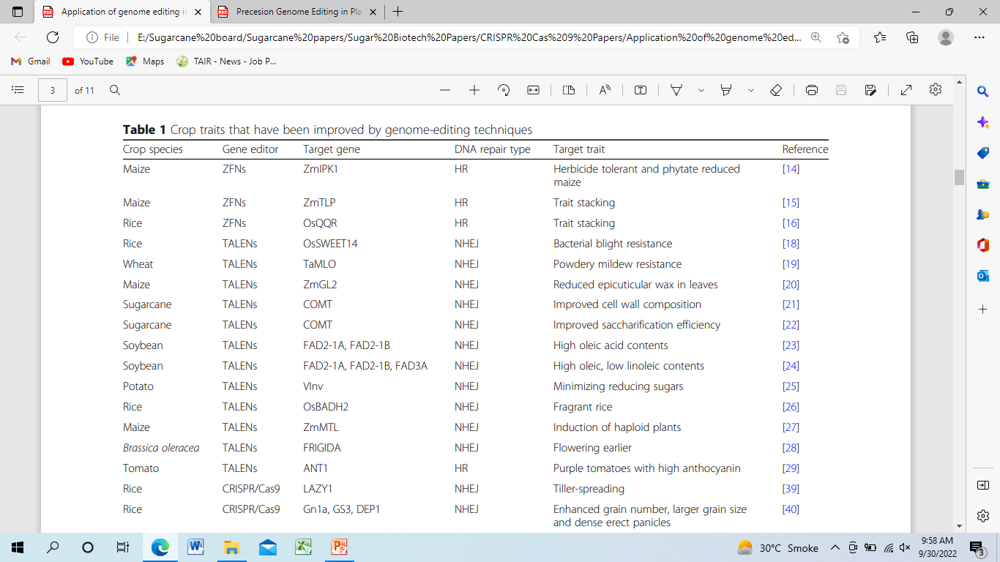 Application of genome editing in
Precesion Genome Editing in Pla
File
E:/Sugarcane%20board/Sugarcane%20papers/Sugar%20Biotech%20Papers/CRISPR%20Cas%209%20Papers/Application%20of%20genome%20ed...
Gmail YouTube Maps TAIR - News - Job P...
3 of 11
Table 1 Crop traits that have been improved by genome-editing techniques
Crop species Gene editor Target gene DNA repair type Target trait Reference
Maize ZFNs ZmIPK1 HR Herbicide tolerant and phytate reduced [14]
maize
Maize ZFNs ZmTLP HR Trait stacking [15]
Rice ZFNs OsQQR HR Trait stacking [16]
Rice TALENs OsSWEET14 NHEJ Bacterial blight resistance [18]
Wheat TALENs TaMLO NHEJ Powdery mildew resistance [19]
Maize TALENs ZmGL2 NHEJ Reduced epicuticular wax in leaves [20]
Sugarcane TALENs COMT NHEJ Improved cell wall composition [21]
Sugarcane TALENs COMT NHEJ Improved saccharification efficiency [22]
Soybean TALENs FAD2-1A, FAD2-1B NHEJ High oleic acid contents [23]
Soybean TALENs FAD2-1A, FAD2-1B, FAD3A NHEJ High oleic, low linoleic contents [24]
Potato TALENs VInv NHEJ Minimizing reducing sugars [25]
Rice TALENs OsBADH2 NHEJ Fragrant rice [26]
Maize TALENs ZmMTL NHEJ Induction of haploid plants [27]
Brassica oleracea TALENs FRIGIDA NHEJ Flowering earlier [28]
Tomato TALENs ANT1 HR Purple tomatoes with high anthocyanin [29]
Rice CRISPR/Cas9 LAZY1 NHEJ Tiller-spreading [39]
Rice CRISPR/Cas9 Gn1a, GS3, DEP1 NHEJ Enhanced grain number, larger grain size [40]
and dense erect panicles
30°C Smoke
9:58 AM
9/30/2022
3